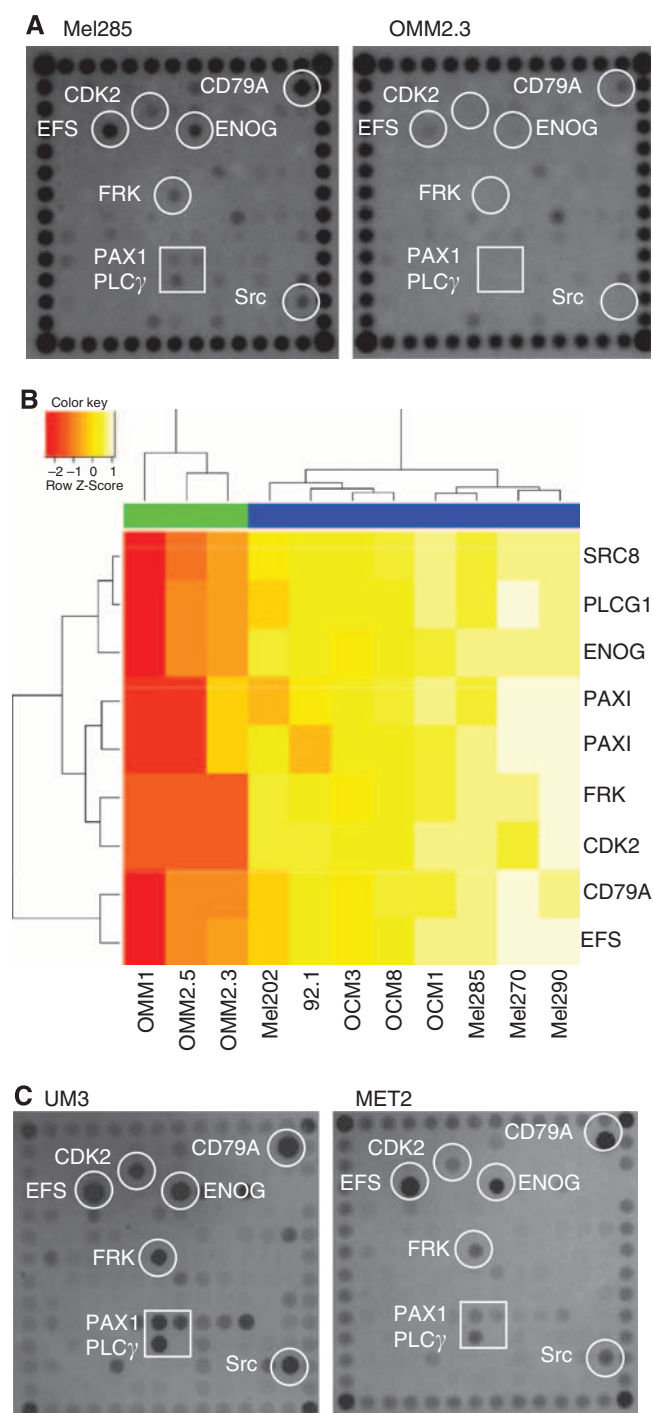 A Mel285 OMM2.3
CDK2 CD79A
EFS ENOG
FRK
PAX1
PLCγ
Src
CDK2 CD79A
EFS ENOG
FRK
PAX1
PLCγ
Src
B
Color key
–2 –1 0 1
Row Z-Score
SRC8
PLCG1
ENOG
PAXI
PAXI
FRK
CDK2
CD79A
EFS
OMM1 OMM2.5 OMM2.3 Mel202 92.1 OCM3 OCM8 OCM1 Mel285 Mel270 Mel290
C UM3 MET2
CDK2 CD79A
EFS ENOG
FRK
PAX1
PLCγ
Src
CDK2 CD79A
EFS ENOG
FRK
PAX1
PLCγ
Src